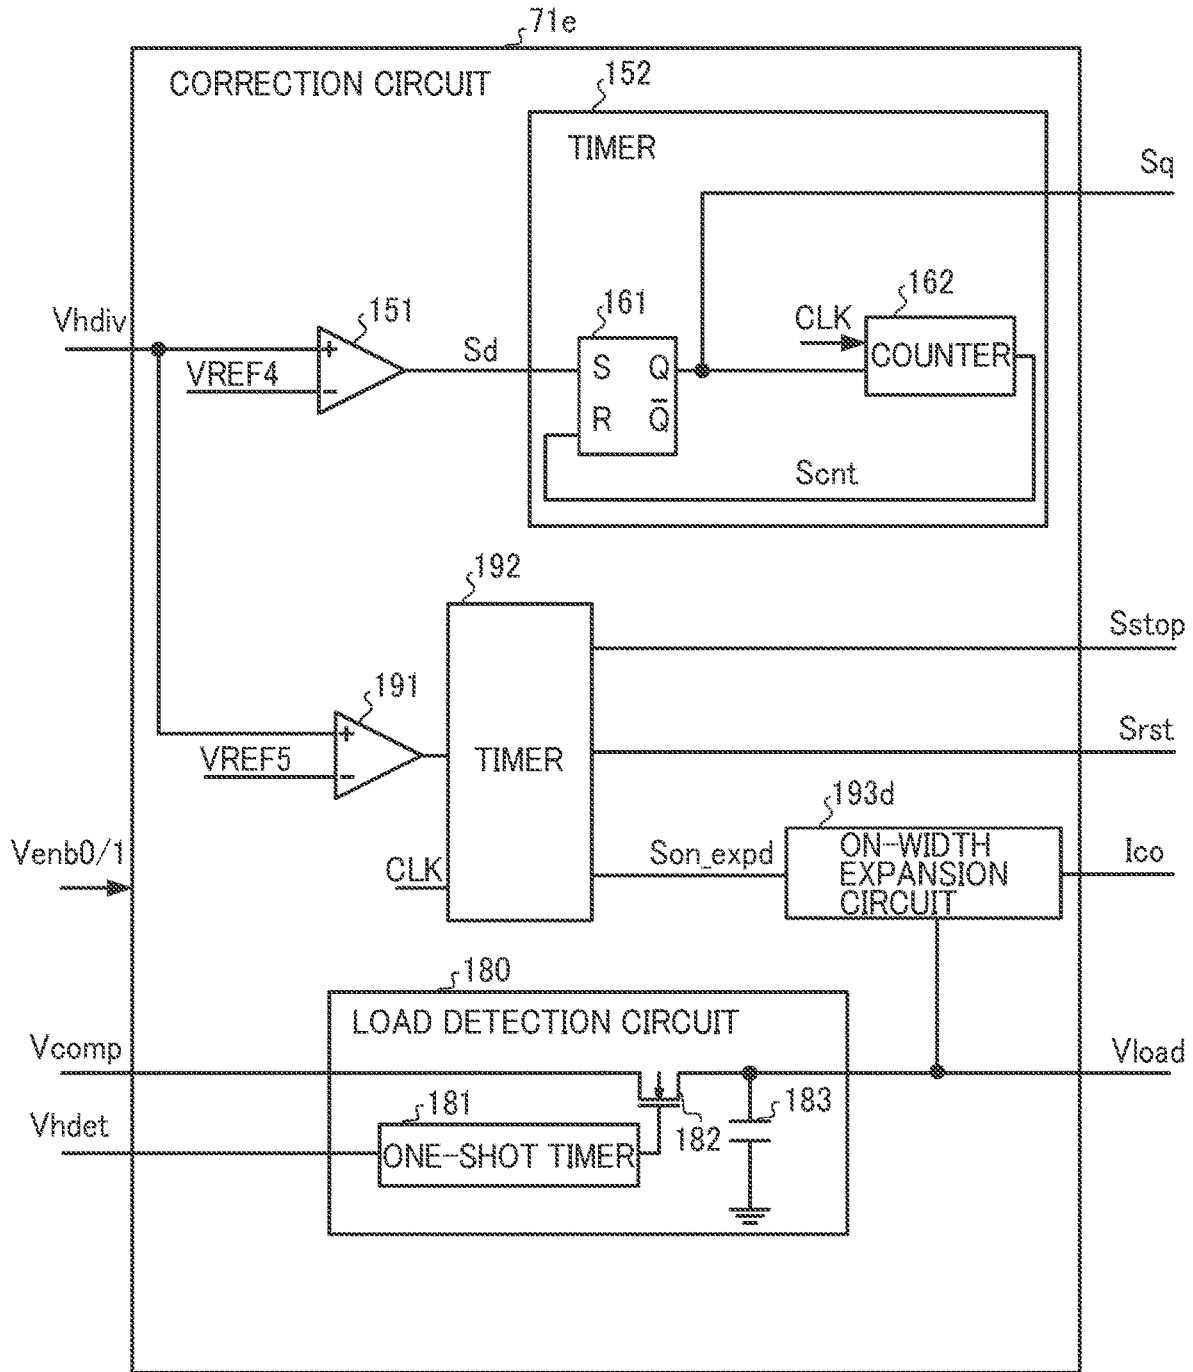 71e
CORRECTION CIRCUIT
152
TIMER
Sq
Vhdiv
151
VREF4
Sd
161
S Q
R Q̅
CLK
162
COUNTER
Scnt
192
Sstop
191
VREF5
TIMER
Srst
193d
Venb0/1
CLK
Son_expd
ON-WIDTH
EXPANSION
CIRCUIT
Ico
180
LOAD DETECTION CIRCUIT
Vcomp
Vload
181
182
183
Vhdet
ONE-SHOT TIMER